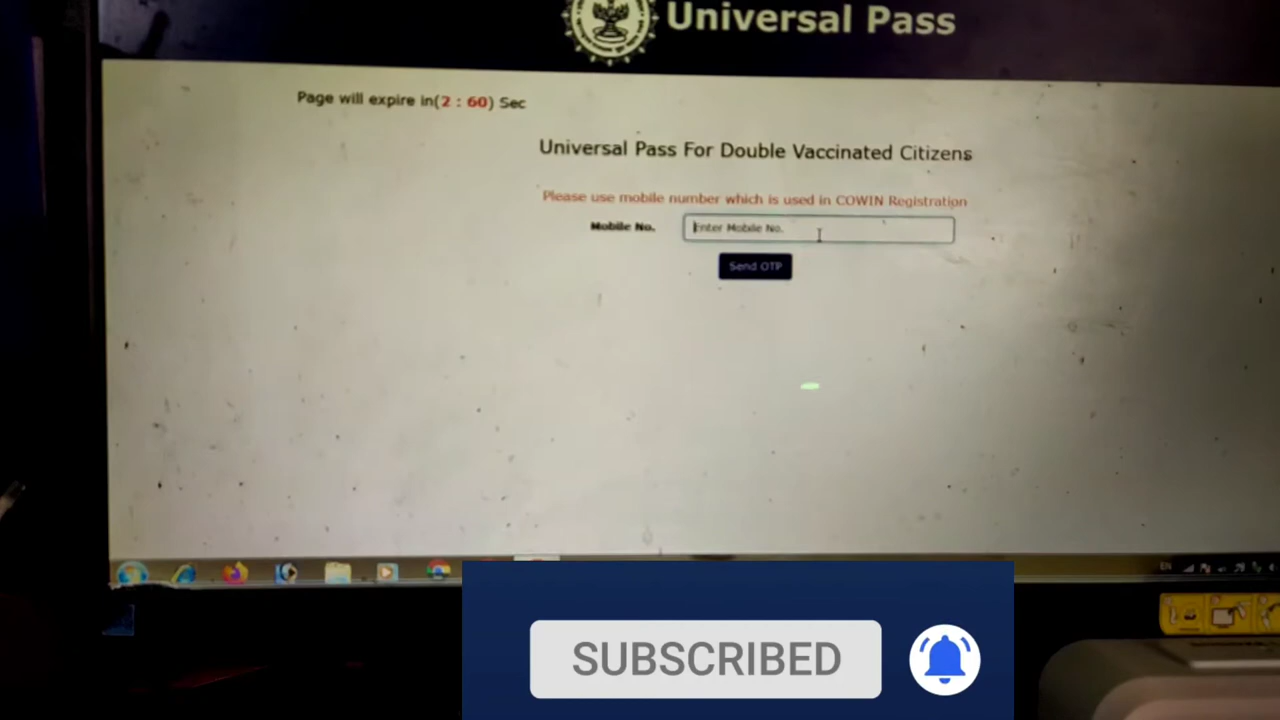 Universal Pass
Page will expire in(2 : 60) Sec
Universal Pass For Double Vaccinated Citizens
Please use mobile number which is used in COWIN Registration
Mobile No.
Enter Mobile No.
Send OTP
EN
SUBSCRIBED